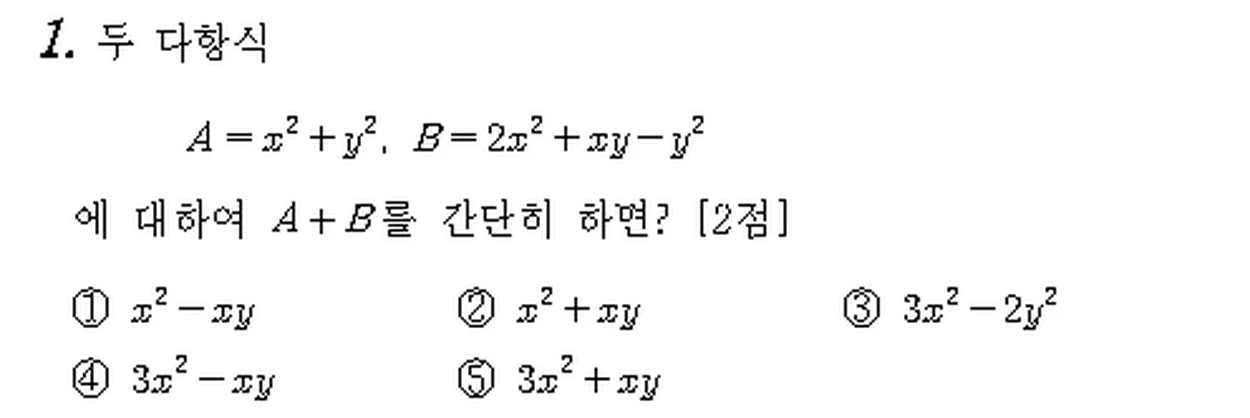 1. 두 다항식
A = x² + y², B = 2x² + xy − y²
에 대하여 A + B를 간단히 하면? [2점]
① x² − xy ② x² + xy ③ 3x² − 2y²
④ 3x² − xy ⑤ 3x² + xy